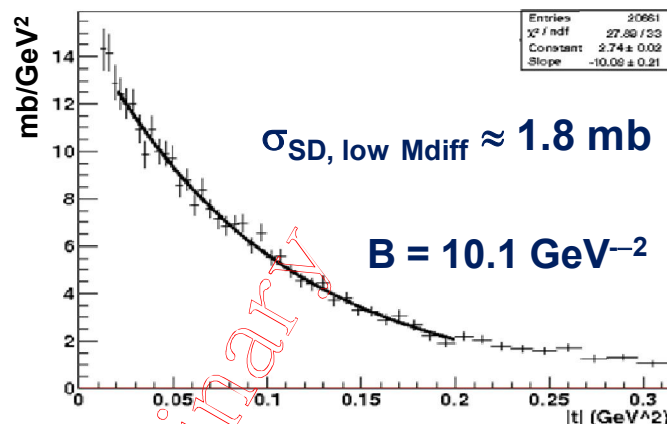 Entries 20661
χ² / ndf 27.89 / 33
Constant 2.74 ± 0.02
Slope -10.08 ± 0.21
mb/GeV²
14
12
10
8
6
4
2
0
σSD, low Mdiff ≈ 1.8 mb
B = 10.1 GeV-–2
inary
0 0.05 0.1 0.15 0.2 0.25 0.3
|t| (GeV^2)